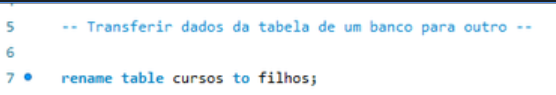 5 -- Transferir dados da tabela de um banco para outro --
6
7 rename table cursos to filhos;